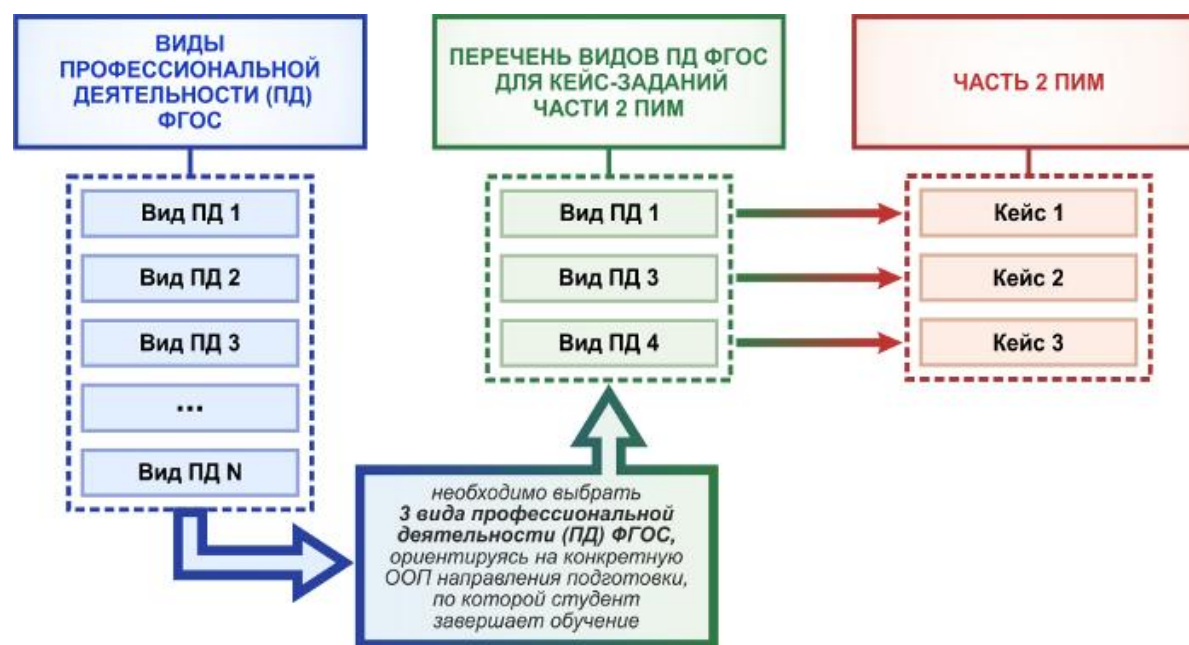 ВИДЫ
ПРОФЕССИОНАЛЬНОЙ
ДЕЯТЕЛЬНОСТИ (ПД)
ФГОС
Вид ПД 1
Вид ПД 2
Вид ПД 3
...
Вид ПД N
необходимо выбрать
3 вида профессиональной
деятельности (ПД) ФГОС,
ориентируясь на конкретную
ООП направления подготовки,
по которой студент
завершает обучение
ПЕРЕЧЕНЬ ВИДОВ ПД ФГОС
ДЛЯ КЕЙС-ЗАДАНИЙ
ЧАСТИ 2 ПИМ
Вид ПД 1
Вид ПД 3
Вид ПД 4
ЧАСТЬ 2 ПИМ
Кейс 1
Кейс 2
Кейс 3